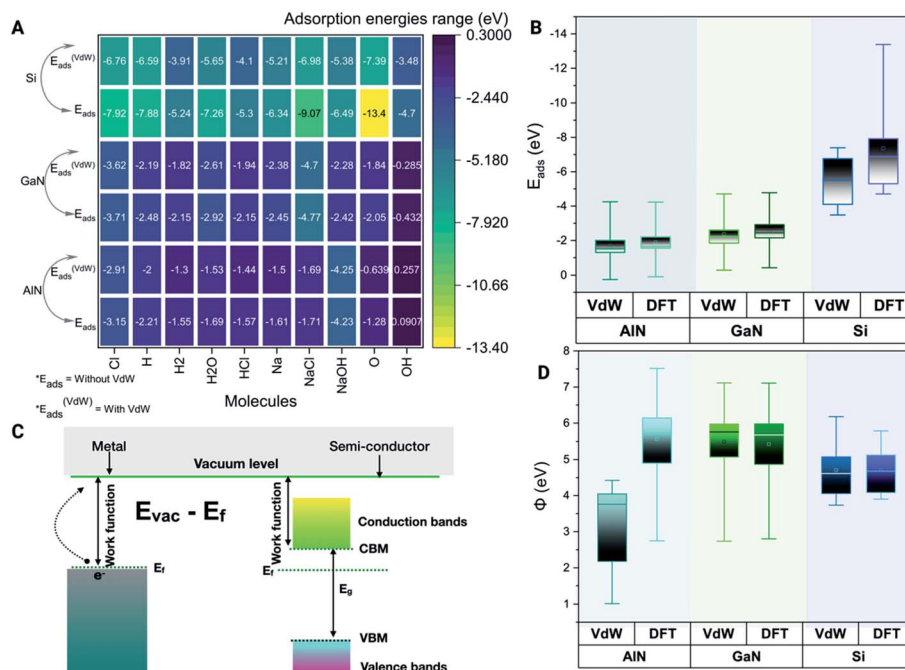 A
Adsorption energies range (eV)
Si
E_ads^(VdW) -6.76 -6.59 -3.91 -5.65 -4.1 -5.21 -6.98 -5.38 -7.39 -3.48
E_ads -7.92 -7.88 -5.24 -7.26 -5.3 -6.34 -9.07 -6.49 -13.4 -4.7
GaN
E_ads^(VdW) -3.62 -2.19 -1.82 -2.61 -1.94 -2.38 -4.7 -2.28 -1.84 -0.285
E_ads -3.71 -2.48 -2.15 -2.92 -2.15 -2.45 -4.77 -2.42 -2.05 -0.432
AlN
E_ads^(VdW) -2.91 -2 -1.3 -1.53 -1.44 -1.5 -1.69 -4.25 -0.639 0.257
E_ads -3.15 -2.21 -1.55 -1.69 -1.57 -1.61 -1.71 -4.23 -1.28 0.0907
Cl H H2 H2O HCl Na NaCl NaOH O OH
Molecules
*E_ads = Without VdW
*E_ads^(VdW) = With VdW
0.3000
-2.440
-5.180
-7.920
-10.66
-13.40
B
E_ads (eV)
-14
-12
-10
-8
-6
-4
-2
0
VdW DFT VdW DFT VdW DFT
AlN GaN Si
C
Metal
Semi-conductor
Vacuum level
Work function
E_vac - E_f
Work function
Conduction bands
CBM
E_f
e-
E_f
E_g
VBM
Valence bands
D
Φ (eV)
8
7
6
5
4
3
2
1
VdW DFT VdW DFT VdW DFT
AlN GaN Si